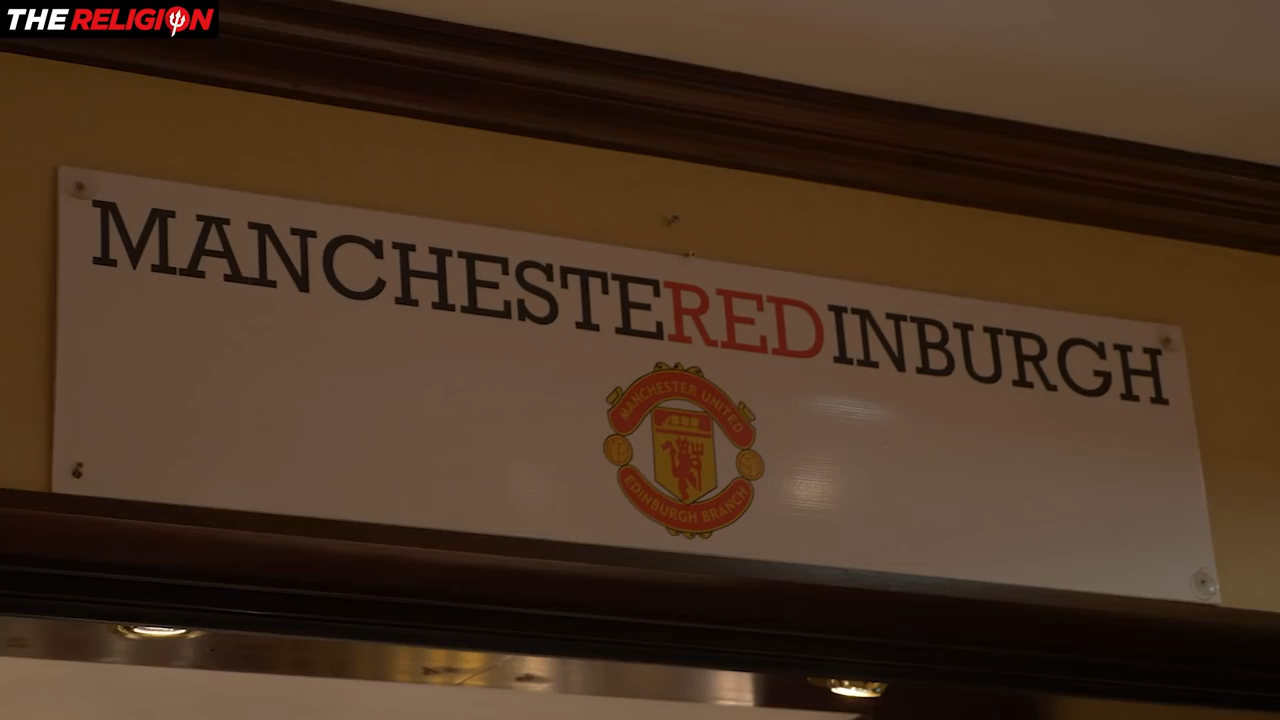 THE RELIGION
MANCHESTEREDINBURGH
MANCHESTER UNITED
EDINBURGH BRANCH